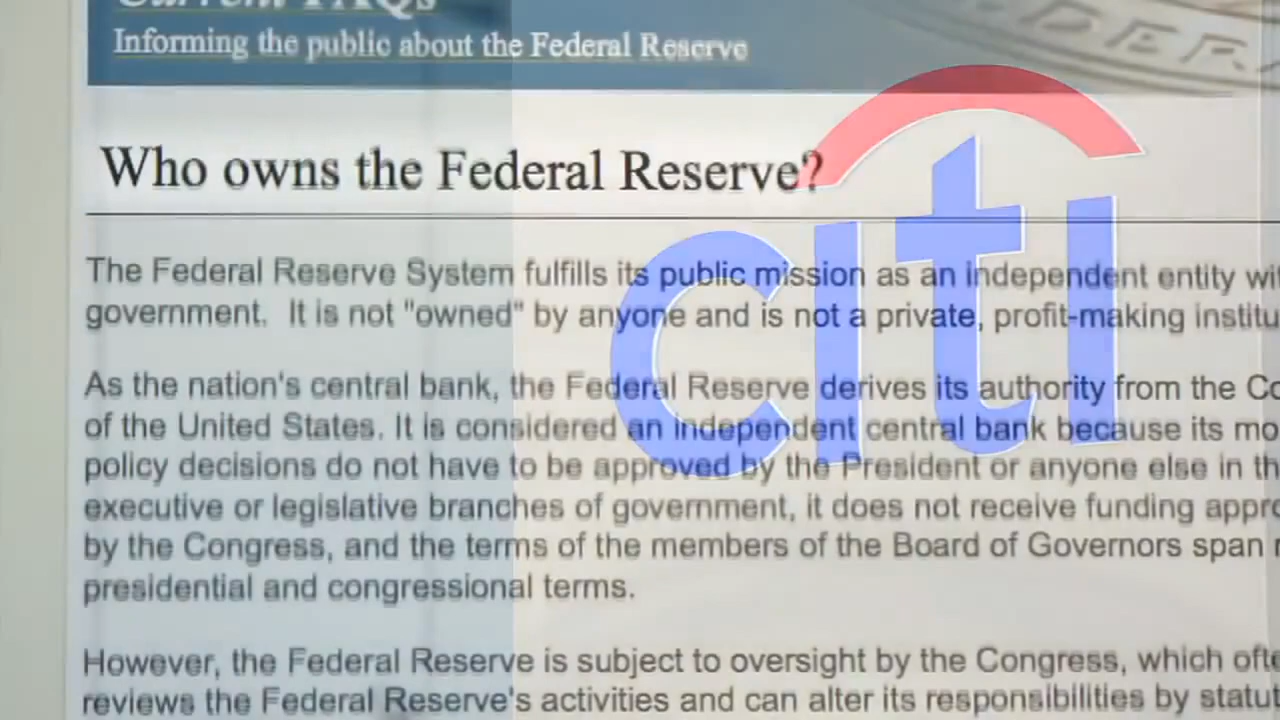 Current FAQs
Informing the public about the Federal Reserve
DERA
Who owns the Federal Reserve?
citi
The Federal Reserve System fulfills its public mission as an independent entity wit
government. It is not "owned" by anyone and is not a private, profit-making institu
As the nation's central bank, the Federal Reserve derives its authority from the Co
of the United States. It is considered an independent central bank because its mo
policy decisions do not have to be approved by the President or anyone else in th
executive or legislative branches of government, it does not receive funding appro
by the Congress, and the terms of the members of the Board of Governors span m
presidential and congressional terms.
However, the Federal Reserve is subject to oversight by the Congress, which ofte
reviews the Federal Reserve's activities and can alter its responsibilities by statut